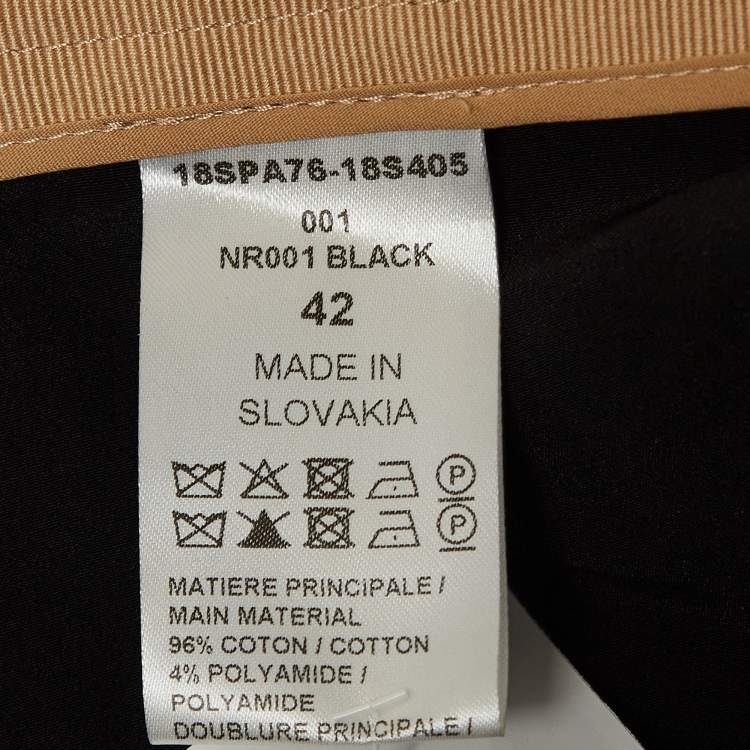 18SPA76-18S405
001
NR001 BLACK
42
MADE IN
SLOVAKIA
P
P
MATIERE PRINCIPALE /
MAIN MATERIAL
96% COTON / COTTON
4% POLYAMIDE /
POLYAMIDE
DOUBLURE PRINCIPALE /